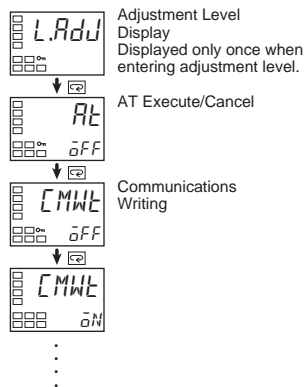 L.AdJ
Adjustment Level
Display
Displayed only once when
entering adjustment level.
At
oFF
AT Execute/Cancel
CMWt
oFF
Communications
Writing
CMWt
oN